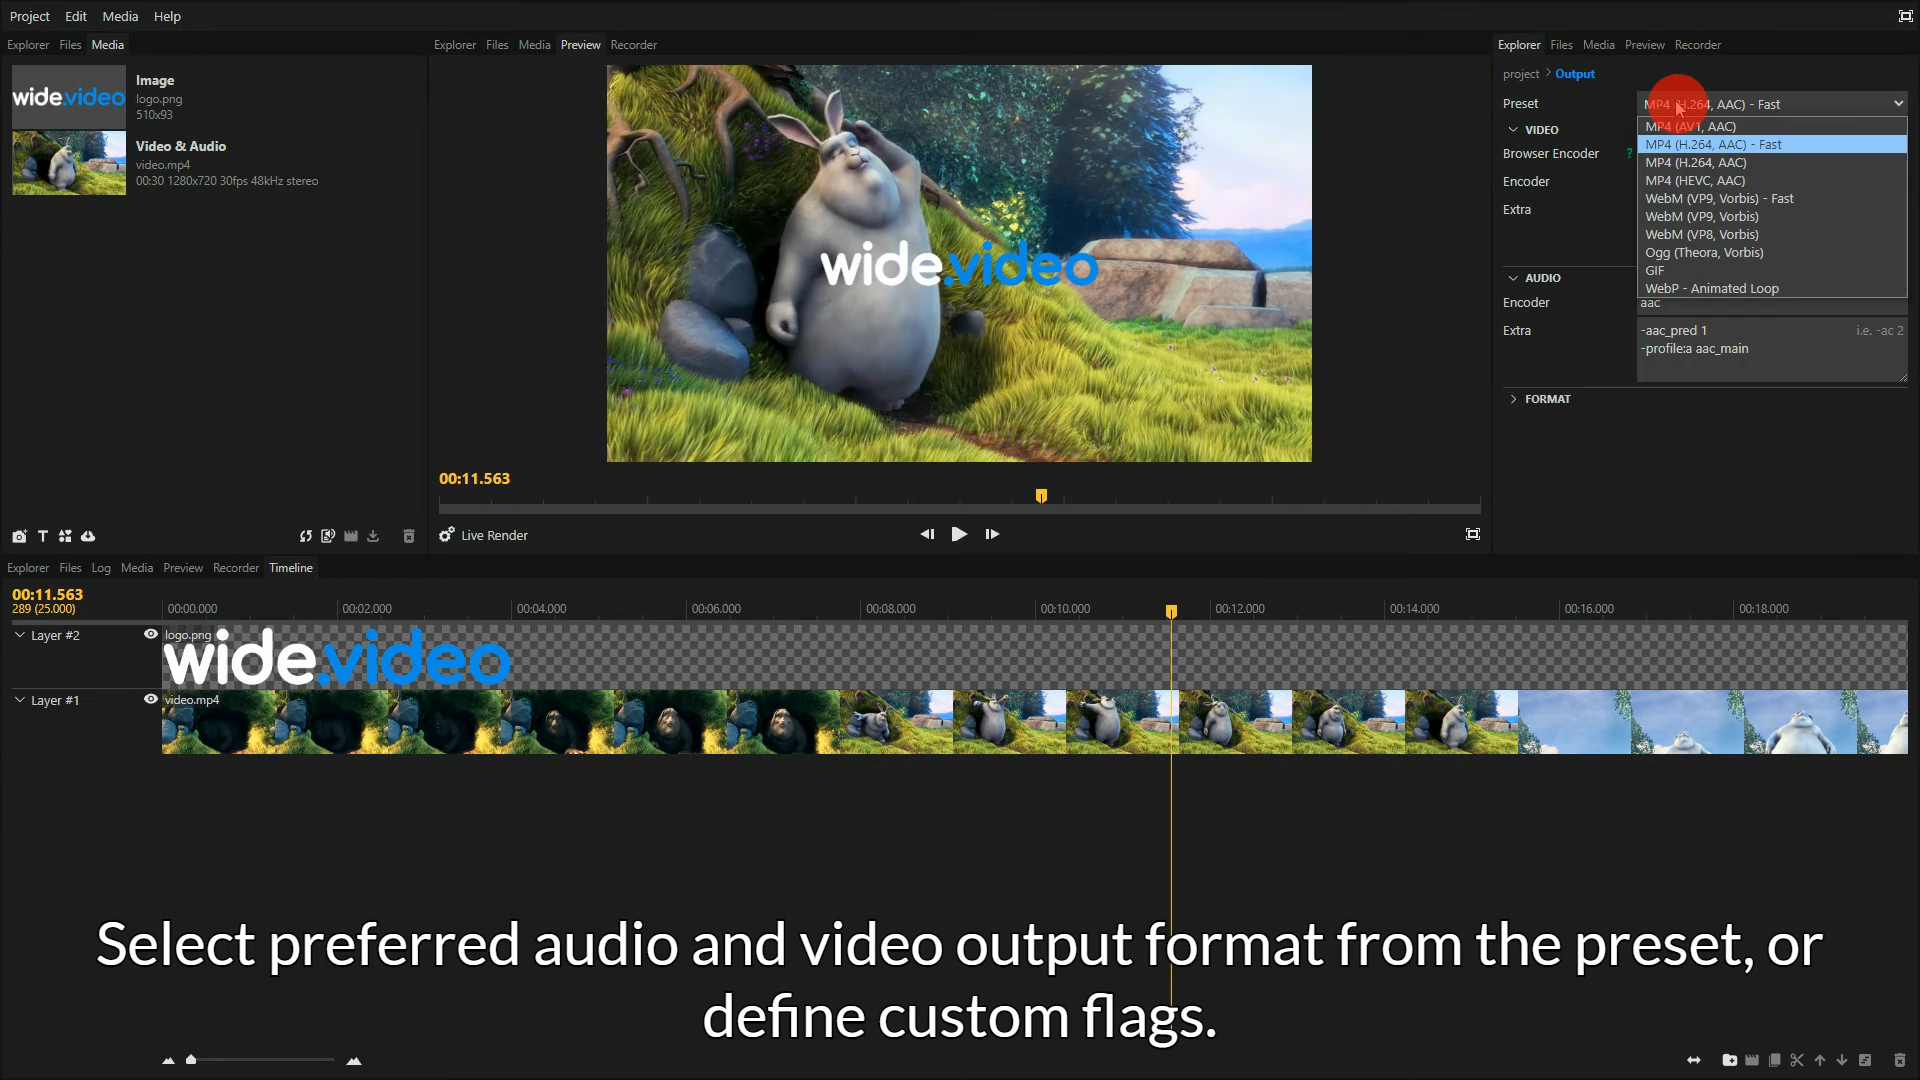 Project Edit Media Help
Explorer Files Media
wide.video
Image
logo.png
510x93
Video & Audio
video.mp4
00:30 1280x720 30fps 48kHz stereo
Explorer Files Media Preview Recorder
wide.video
00:11.563
Live Render
Explorer Files Media Preview Recorder
project > Output
Preset MP4 (H.264, AAC) - Fast
MP4 (AV1, AAC)
MP4 (H.264, AAC) - Fast
MP4 (H.264, AAC)
MP4 (HEVC, AAC)
WebM (VP9, Vorbis) - Fast
WebM (VP9, Vorbis)
WebM (VP8, Vorbis)
Ogg (Theora, Vorbis)
GIF
WebP - Animated Loop
VIDEO
Browser Encoder ?
Encoder
Extra
AUDIO
Encoder aac
Extra -aac_pred 1 i.e. -ac 2
-profile:a aac_main
FORMAT
Explorer Files Log Media Preview Recorder Timeline
00:11.563
289 (25.000)
00:00.000 00:02.000 00:04.000 00:06.000 00:08.000 00:10.000 00:12.000 00:14.000 00:16.000 00:18.000
Layer #2 logo.png
wide.video
Layer #1 video.mp4
Select preferred audio and video output format from the preset, or
define custom flags.